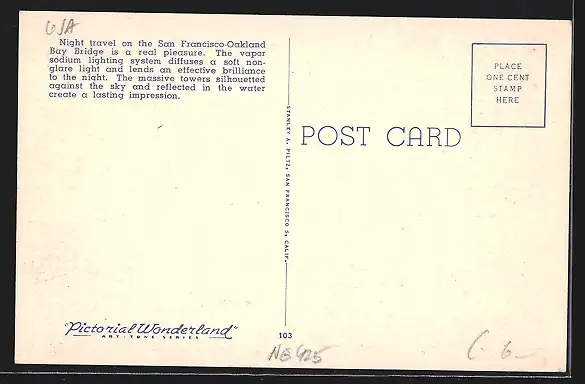 USA
Night travel on the San Francisco-Oakland
Bay Bridge is a real pleasure. The vapor
sodium lighting system diffuses a soft non-
glare light and lends an effective brilliance
to the night. The massive towers silhouetted
against the sky and reflected in the water
create a lasting impression.
STANLEY A. PILTZ, SAN FRANCISCO 5, CALIF.
POST CARD
PLACE
ONE CENT
STAMP
HERE
"Pictorial Wonderland"
ART-TONE SERIES
103